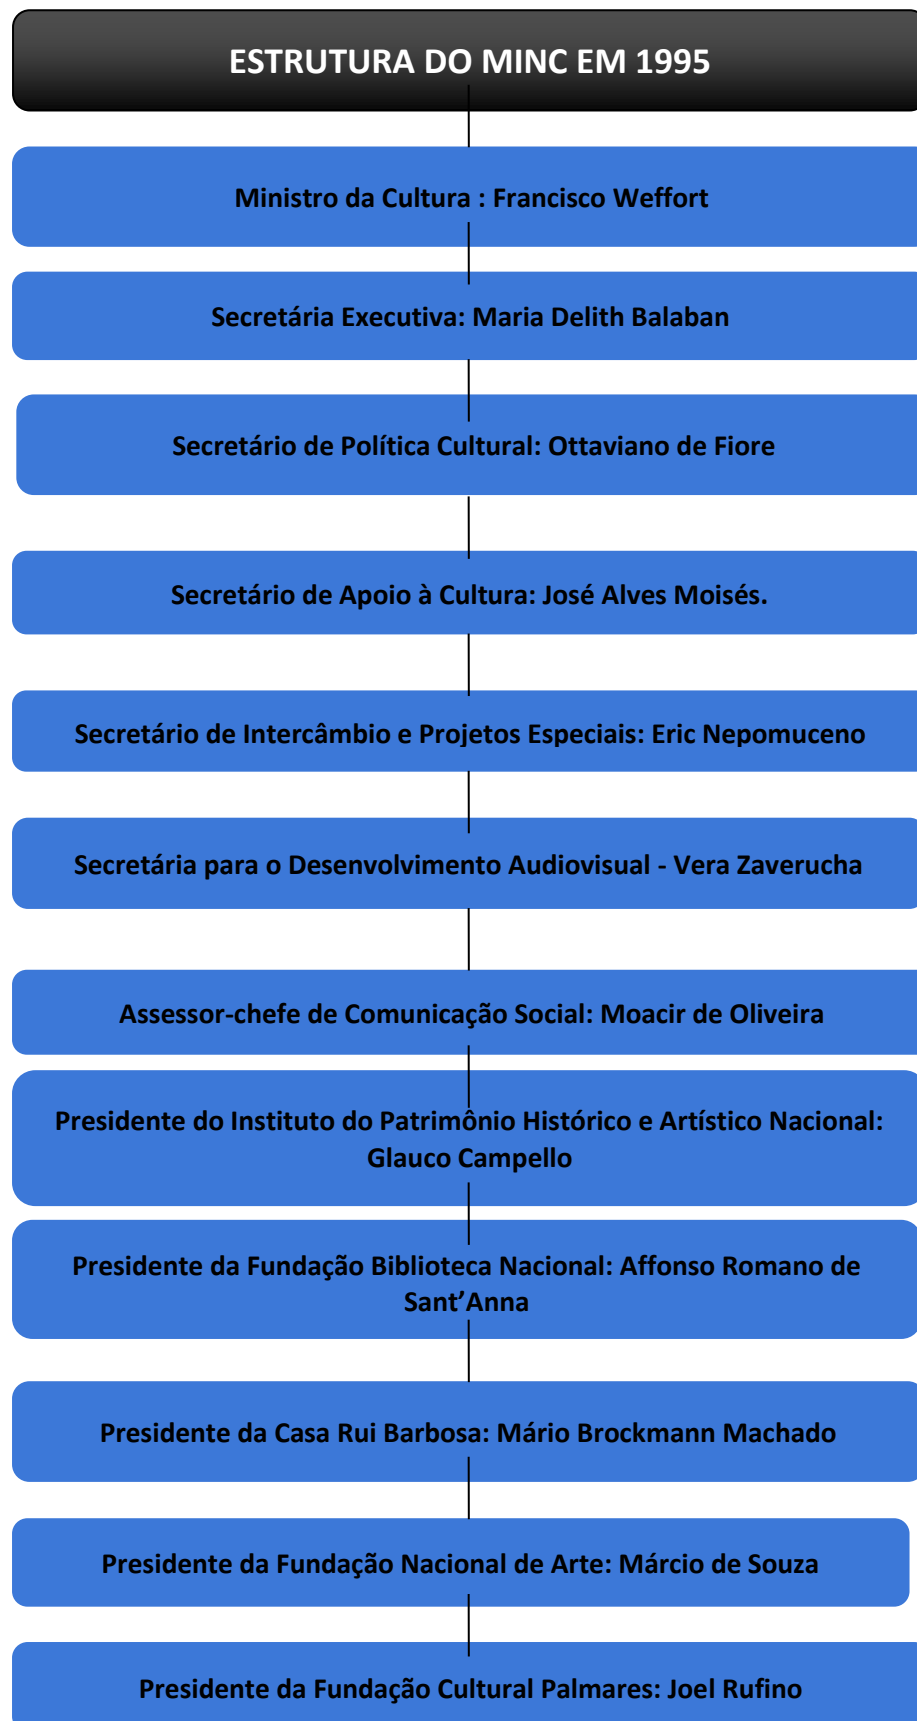 ESTRUTURA DO MINC EM 1995
Ministro da Cultura : Francisco Weffort
Secretária Executiva: Maria Delith Balaban
Secretário de Política Cultural: Ottaviano de Fiore
Secretário de Apoio à Cultura: José Alves Moisés.
Secretário de Intercâmbio e Projetos Especiais: Eric Nepomuceno
Secretária para o Desenvolvimento Audiovisual - Vera Zaverucha
Assessor-chefe de Comunicação Social: Moacir de Oliveira
Presidente do Instituto do Patrimônio Histórico e Artístico Nacional:
Glauco Campello
Presidente da Fundação Biblioteca Nacional: Affonso Romano de
Sant’Anna
Presidente da Casa Rui Barbosa: Mário Brockmann Machado
Presidente da Fundação Nacional de Arte: Márcio de Souza
Presidente da Fundação Cultural Palmares: Joel Rufino